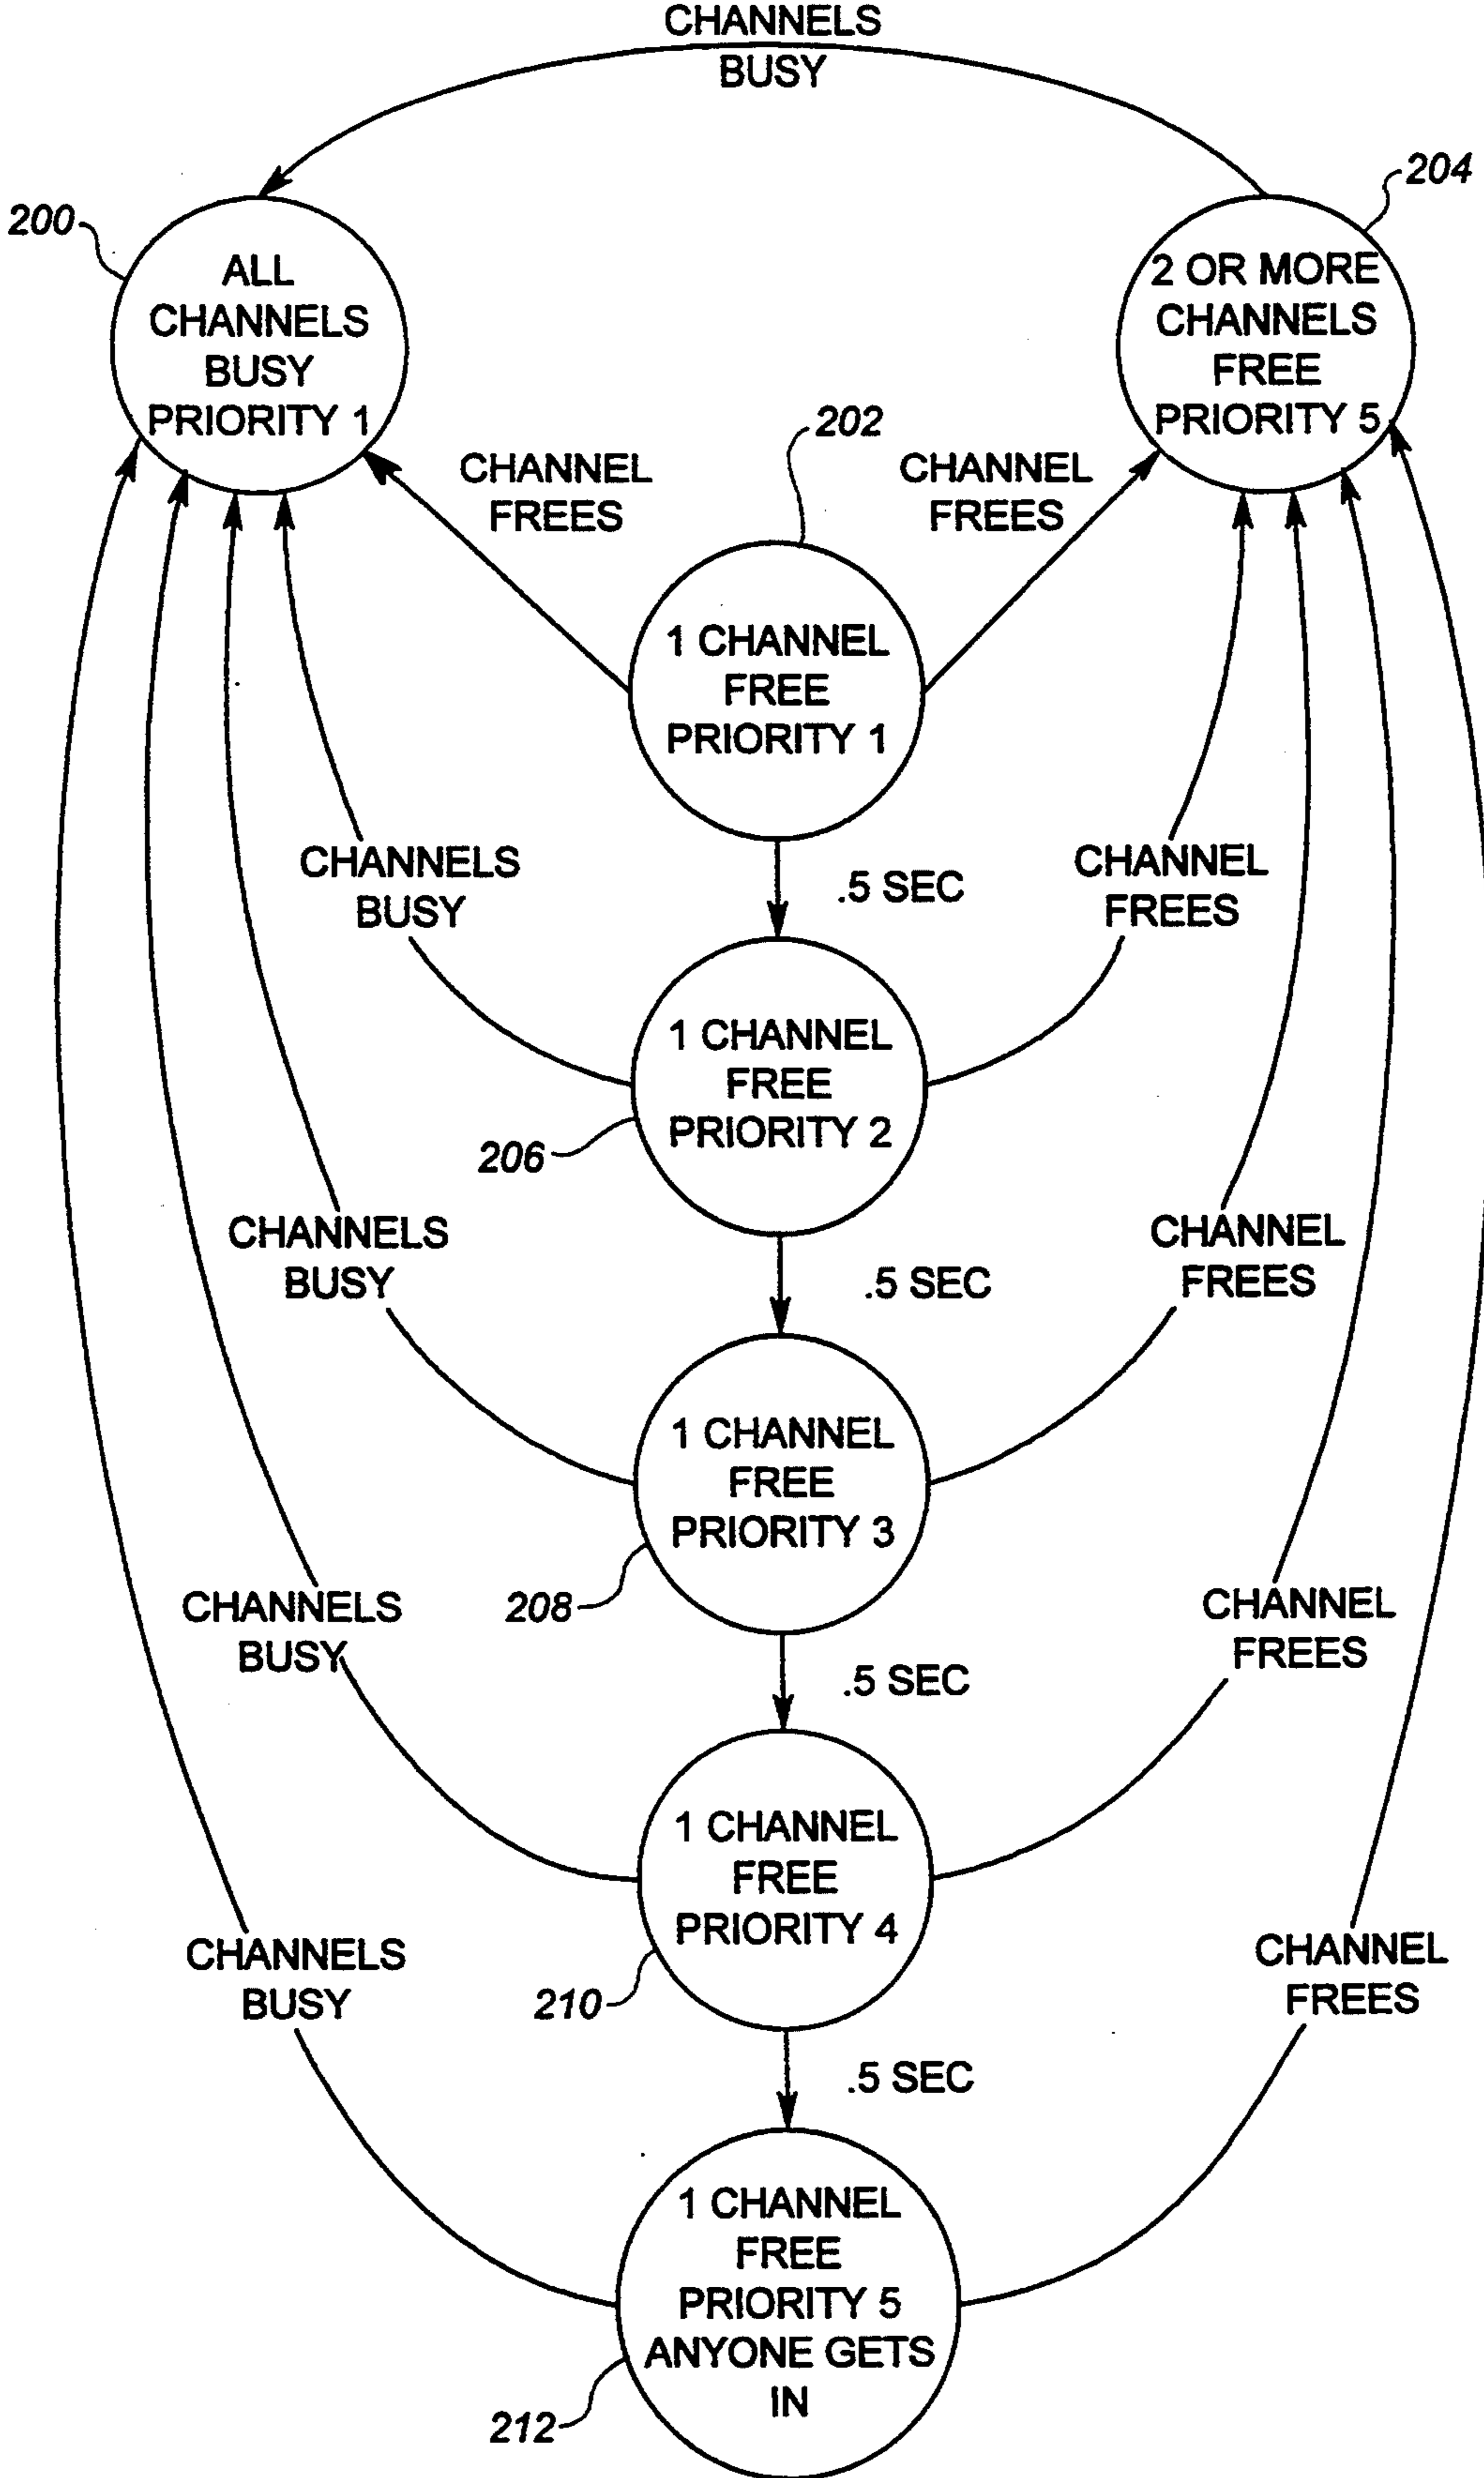 CHANNELS
BUSY
200
ALL
CHANNELS
BUSY
PRIORITY 1
204
2 OR MORE
CHANNELS
FREE
PRIORITY 5
202
CHANNEL
FREES
CHANNEL
FREES
1 CHANNEL
FREE
PRIORITY 1
CHANNELS
BUSY
.5 SEC
CHANNEL
FREES
1 CHANNEL
FREE
PRIORITY 2
206
CHANNELS
BUSY
.5 SEC
CHANNEL
FREES
1 CHANNEL
FREE
PRIORITY 3
208
CHANNELS
BUSY
.5 SEC
CHANNEL
FREES
1 CHANNEL
FREE
PRIORITY 4
210
CHANNELS
BUSY
.5 SEC
CHANNEL
FREES
1 CHANNEL
FREE
PRIORITY 5
ANYONE GETS
IN
212